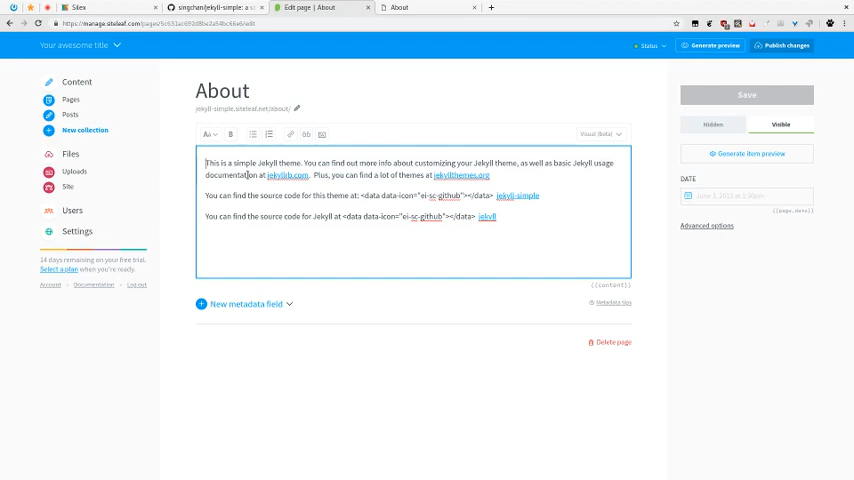 Silex
singchan/jekyll-simple: a s
Edit page | About
About
https://manage.siteleaf.com/pages/5c631ac692d8be2a54bc66e6/edit
Your awesome title
Status
Generate preview
Publish changes
Content
Pages
Posts
New collection
Files
Uploads
Site
Users
Settings
14 days remaining on your free trial.
Select a plan when you're ready.
Account · Documentation · Log out
About
jekyll-simple.siteleaf.net/about/
Aa
B
Visual (beta)
This is a simple Jekyll theme. You can find out more info about customizing your Jekyll theme, as well as basic Jekyll usage
documentation at jekyllrb.com. Plus, you can find a lot of themes at jekyllthemes.org
You can find the source code for this theme at: <data data-icon="ei-sc-github"></data> jekyll-simple
You can find the source code for Jekyll at <data data-icon="ei-sc-github"></data> jekyll
{{content}}
New metadata field
Metadata tips
Delete page
Save
Hidden
Visible
Generate item preview
DATE
{{page.date}}
Advanced options